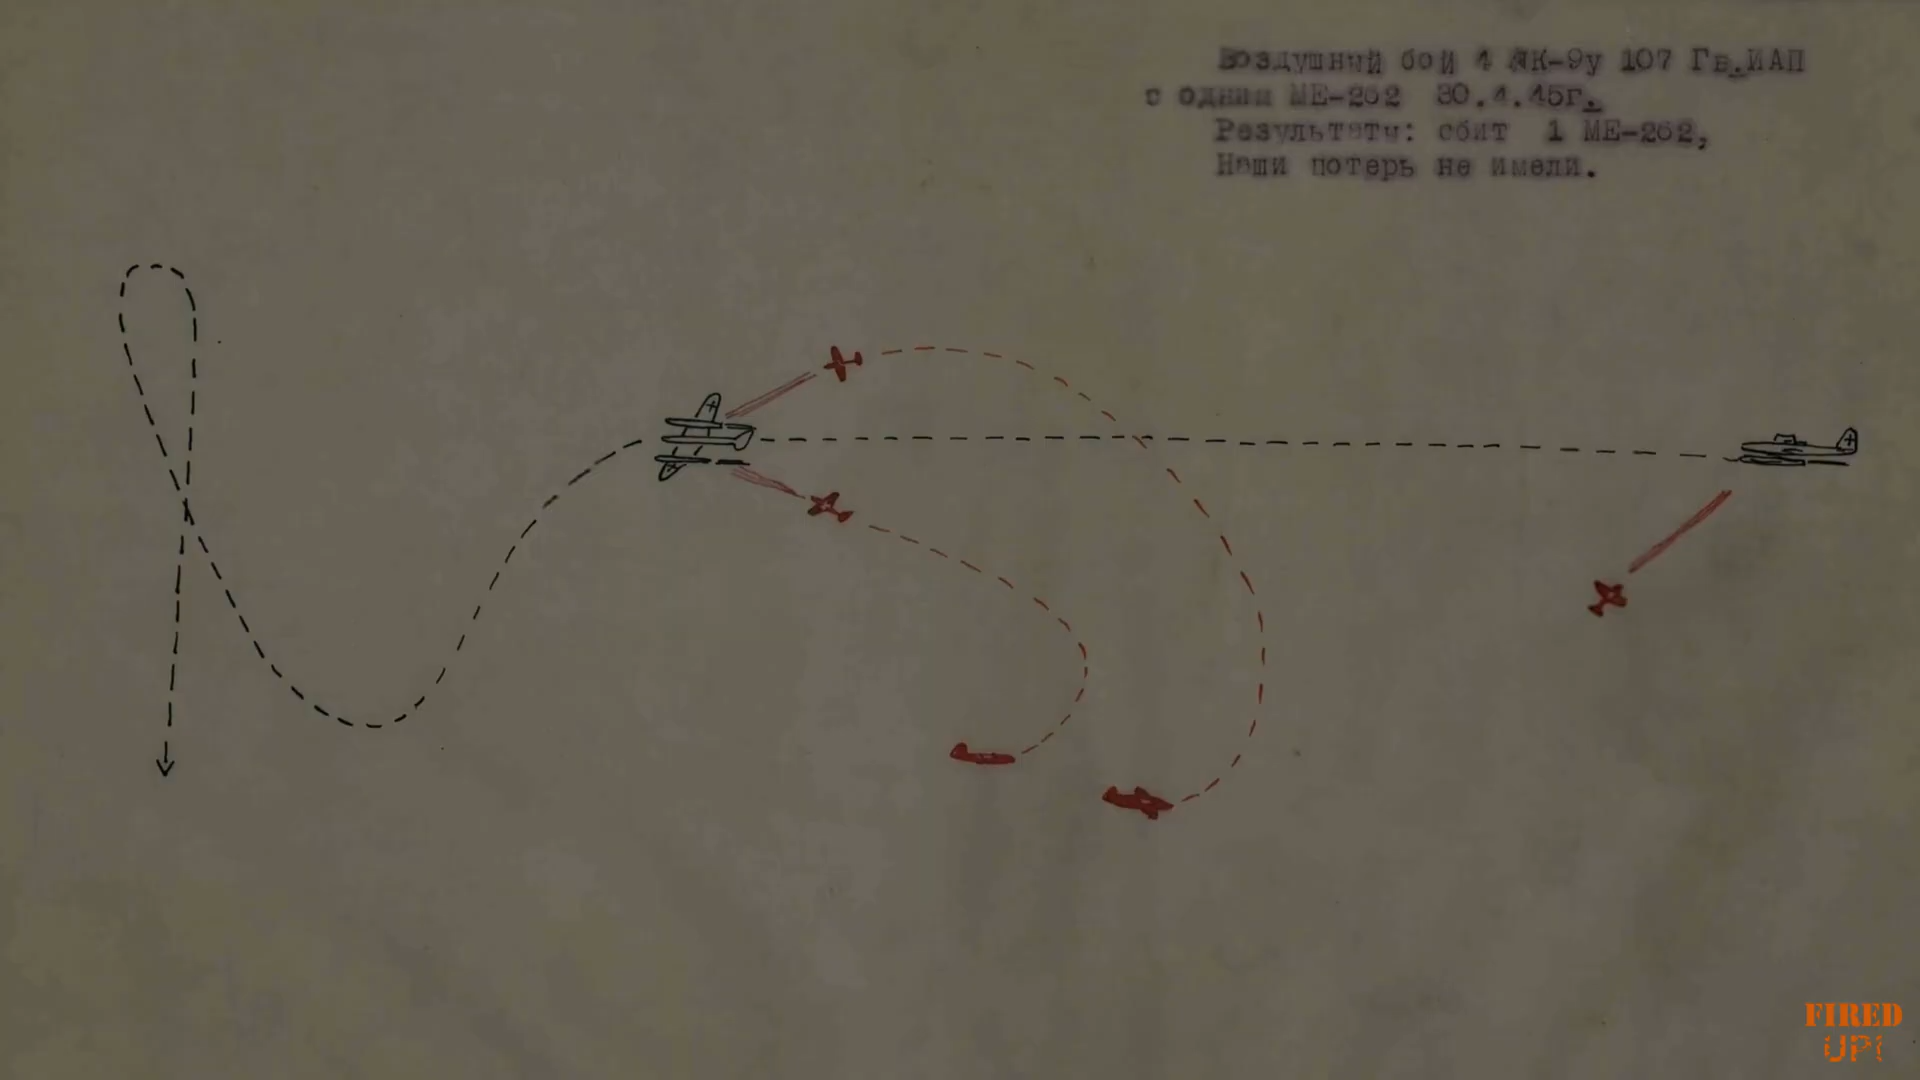 Воздушный бой 4 ЯК-9у 107 Гв.ИАП
с одним МЕ-262 30.4.45г.
Результаты: сбит 1 МЕ-262,
Наши потерь не имели.
FIRED
UP!